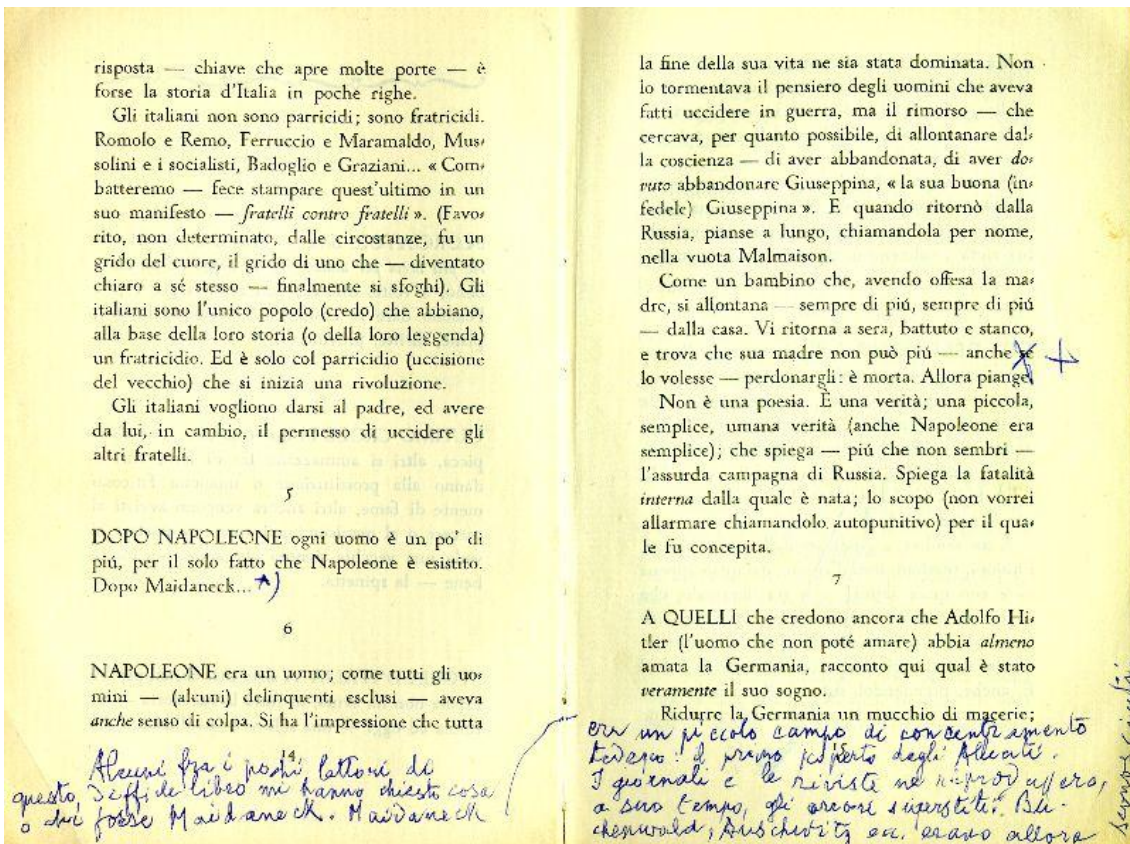 risposta — chiave che apre molte porte — è
forse la storia d'Italia in poche righe.
Gli italiani non sono parricidi; sono fratricidi.
Romolo e Remo, Ferruccio e Maramaldo, Mus-
solini e i socialisti, Badoglio e Graziani... « Com-
batteremo — fece stampare quest'ultimo in un
suo manifesto — fratelli contro fratelli ». (Favo-
rito, non determinato, dalle circostanze, fu un
grido del cuore, il grido di uno che — diventato
chiaro a sé stesso — finalmente si sfoghi). Gli
italiani sono l'unico popolo (credo) che abbiano,
alla base della loro storia (o della loro leggenda)
un fratricidio. Ed è solo col parricidio (uccisione
del vecchio) che si inizia una rivoluzione.
Gli italiani vogliono darsi al padre, ed avere
da lui, in cambio, il permesso di uccidere gli
altri fratelli.
5
DOPO NAPOLEONE ogni uomo è un po' di
piú, per il solo fatto che Napoleone è esistito.
Dopo Maidaneck... *)
6
NAPOLEONE era un uomo; come tutti gli uo-
mini — (alcuni) delinquenti esclusi — aveva
anche senso di colpa. Si ha l'impressione che tutta
14
Alcuni fra i pochi lettori di
questo libro mi hanno chiesto cosa
o chi fosse Maidaneck. Maidaneck
la fine della sua vita ne sia stata dominata. Non
lo tormentava il pensiero degli uomini che aveva
fatti uccidere in guerra, ma il rimorso — che
cercava, per quanto possibile, di allontanare dal-
la coscienza — di aver abbandonata, di aver do-
vuto abbandonare Giuseppina, « la sua buona (in-
fedele) Giuseppina ». E quando ritornò dalla
Russia, pianse a lungo, chiamandola per nome,
nella vuota Malmaison.
Come un bambino che, avendo offesa la ma-
dre, si allontana — sempre di piú, sempre di piú
— dalla casa. Vi ritorna a sera, battuto e stanco,
e trova che sua madre non può piú — anche se
lo volesse — perdonargli: è morta. Allora piange.
Non è una poesia. È una verità; una piccola,
semplice, umana verità (anche Napoleone era
semplice); che spiega — piú che non sembri —
l'assurda campagna di Russia. Spiega la fatalità
interna dalla quale è nata; lo scopo (non vorrei
allarmare chiamandolo autopunitivo) per il qua-
le fu concepita.
7
A QUELLI che credono ancora che Adolfo Hi-
tler (l'uomo che non poté amare) abbia almeno
amata la Germania, racconto qui qual è stato
veramente il suo sogno.
Ridurre la Germania un mucchio di macerie;
era un piccolo campo di concentramento
tedesco: il primo scoperto dagli Alleati.
I giornali e le riviste ne riprodussero,
a suo tempo, gli orrori superstiti. Bu-
chenwald, Auschwitz ecc. erano allora